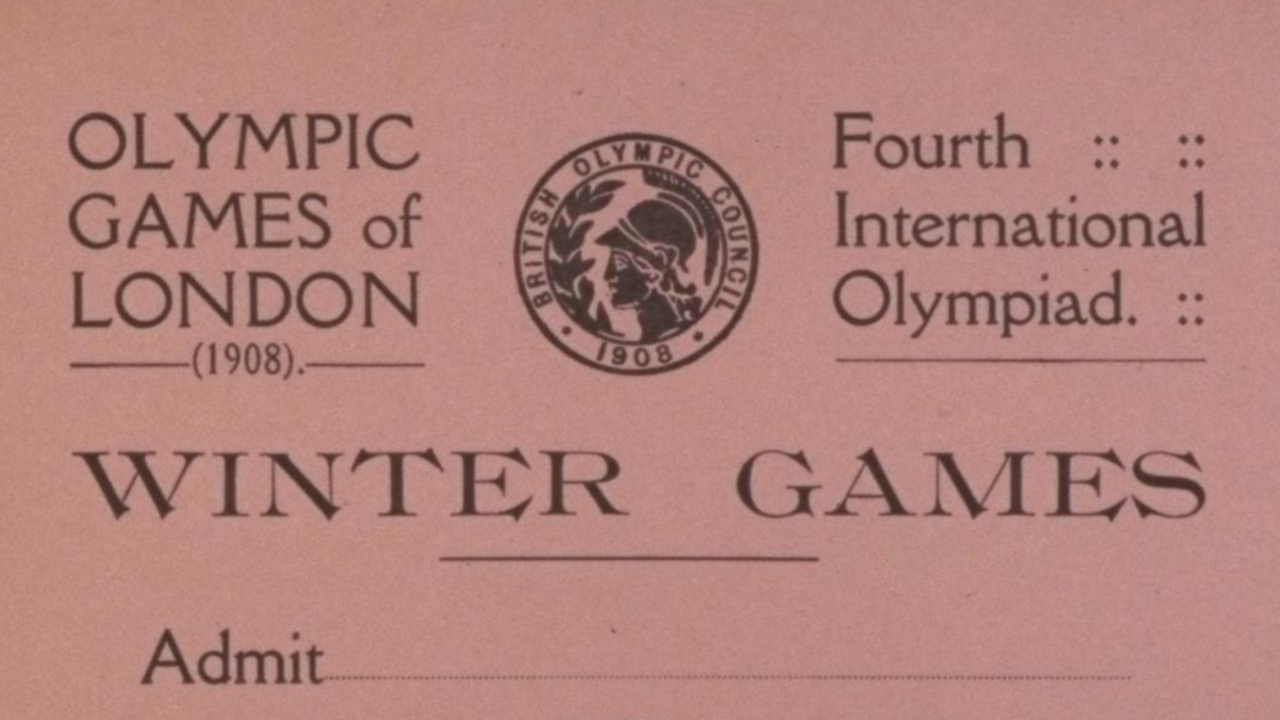 OLYMPIC
GAMES of
LONDON
(1908).
BRITISH OLYMPIC COUNCIL
• 1908 •
Fourth :: ::
International
Olympiad. ::
WINTER GAMES
Admit